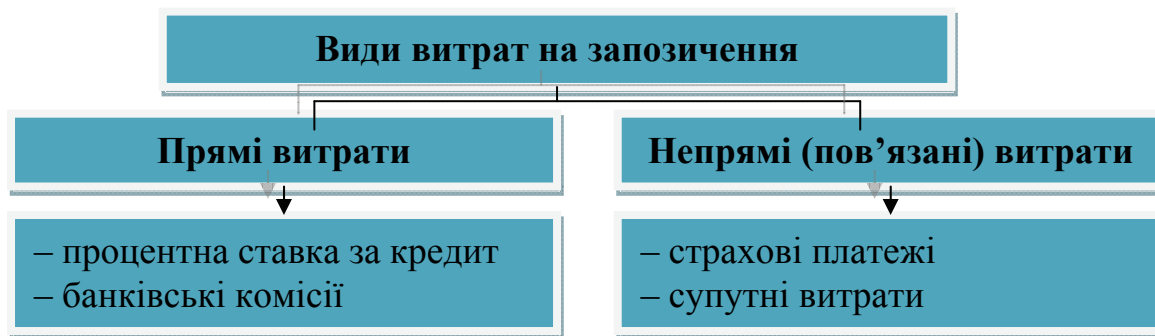 Види витрат на запозичення
Прямі витрати
Непрямі (пов’язані) витрати
– процентна ставка за кредит
– банківські комісії
– страхові платежі
– супутні витрати